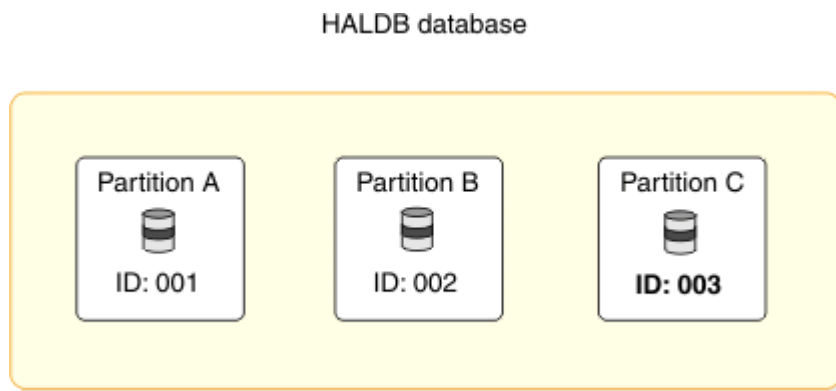 HALDB database
Partition A
ID: 001
Partition B
ID: 002
Partition C
ID: 003